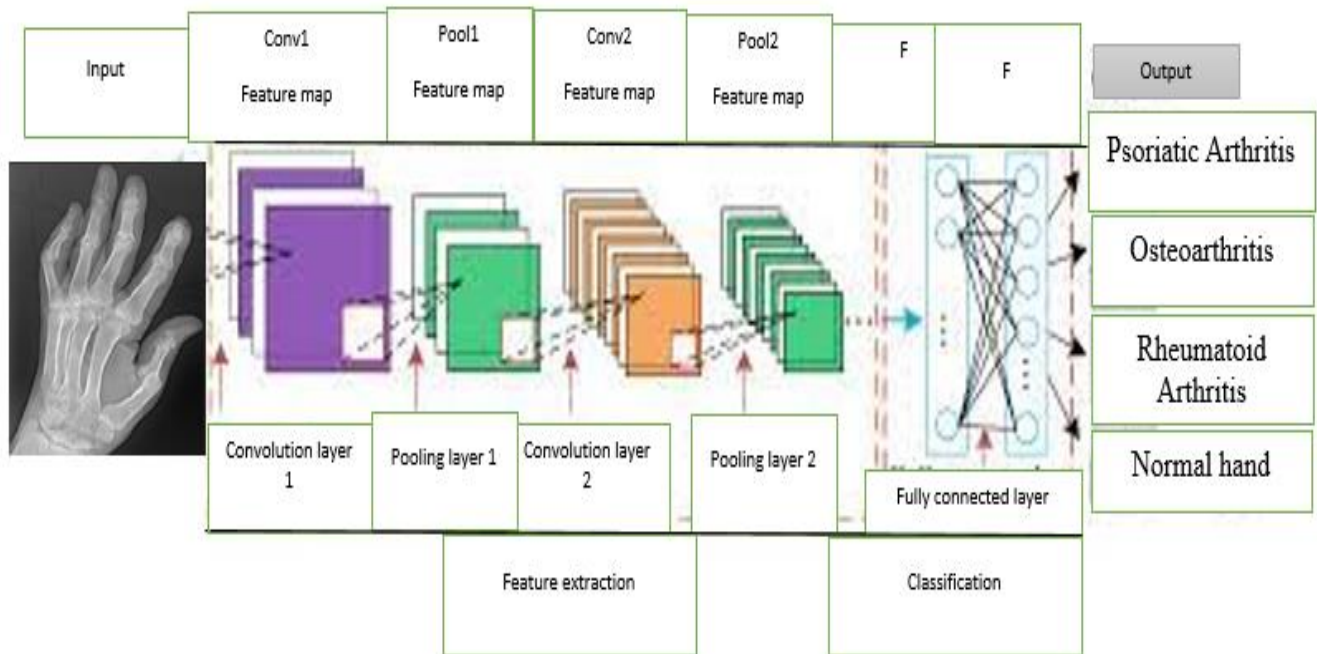 Input
Conv1
Feature map
Pool1
Feature map
Conv2
Feature map
Pool2
Feature map
F
F
Output
Psoriatic Arthritis
Osteoarthritis
Rheumatoid
Arthritis
Normal hand
Convolution layer
1
Pooling layer 1
Convolution layer
2
Pooling layer 2
Fully connected layer
Feature extraction
Classification